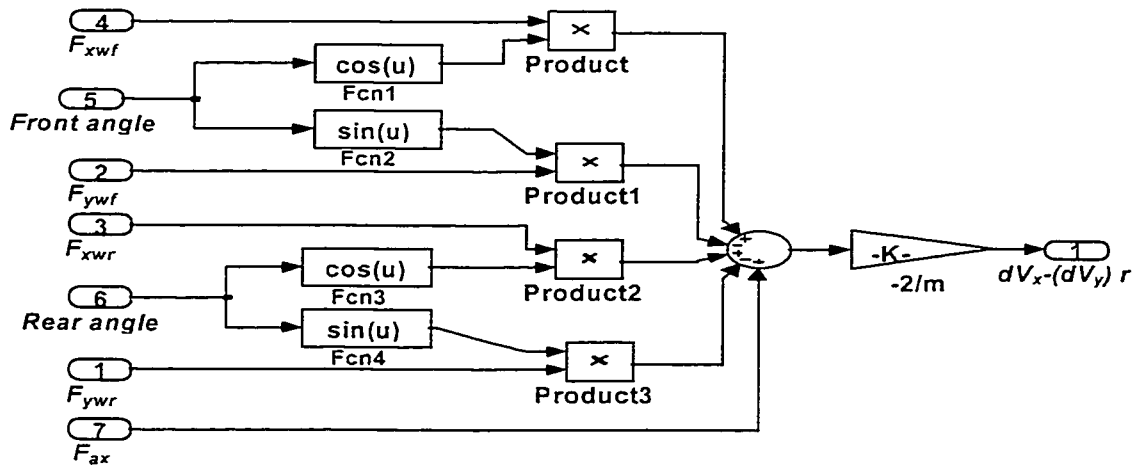 4
F_xwf
×
Product
cos(u)
Fcn1
5
Front angle
sin(u)
Fcn2
×
Product1
2
F_ywf
3
F_xwr
×
Product2
cos(u)
Fcn3
6
Rear angle
sin(u)
Fcn4
×
Product3
1
F_ywr
7
F_ax
+
−
+
−
+
-K-
-2/m
1
dV_x-(dV_y) r